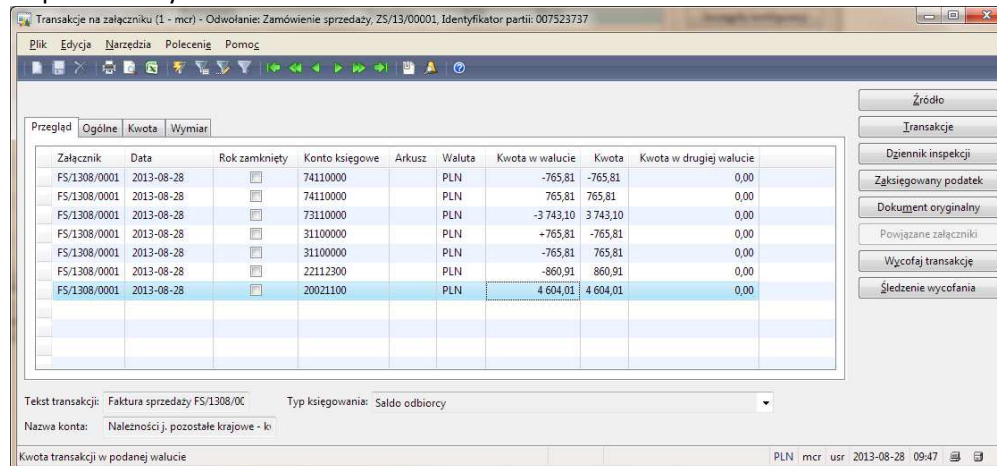 Transakcje na załączniku (1 - mcr) - Odwołanie: Zamówienie sprzedaży, ZS/13/00001, Identyfikator partii: 007523737
Plik Edycja Narzędzia Polecenie Pomoc
Przegląd Ogólne Kwota Wymiar
Załącznik Data Rok zamknięty Konto księgowe Arkusz Waluta Kwota w walucie Kwota Kwota w drugiej walucie
FS/1308/0001 2013-08-28 74110000 PLN -765,81 -765,81 0,00
FS/1308/0001 2013-08-28 74110000 PLN 765,81 765,81 0,00
FS/1308/0001 2013-08-28 73110000 PLN -3 743,10 3 743,10 0,00
FS/1308/0001 2013-08-28 31100000 PLN +765,81 -765,81 0,00
FS/1308/0001 2013-08-28 31100000 PLN -765,81 765,81 0,00
FS/1308/0001 2013-08-28 22112300 PLN -860,91 860,91 0,00
FS/1308/0001 2013-08-28 20021100 PLN 4 604,01 4 604,01 0,00
Źródło
Transakcje
Dziennik inspekcji
Zaksięgowany podatek
Dokument oryginalny
Powiązane załączniki
Wycofaj transakcję
Śledzenie wycofania
Tekst transakcji: Faktura sprzedaży FS/1308/0 Typ księgowania: Saldo odbiorcy
Nazwa konta: Należności j. pozostałe krajowe - k
Kwota transakcji w podanej walucie PLN mcr usr 2013-08-28 09:47